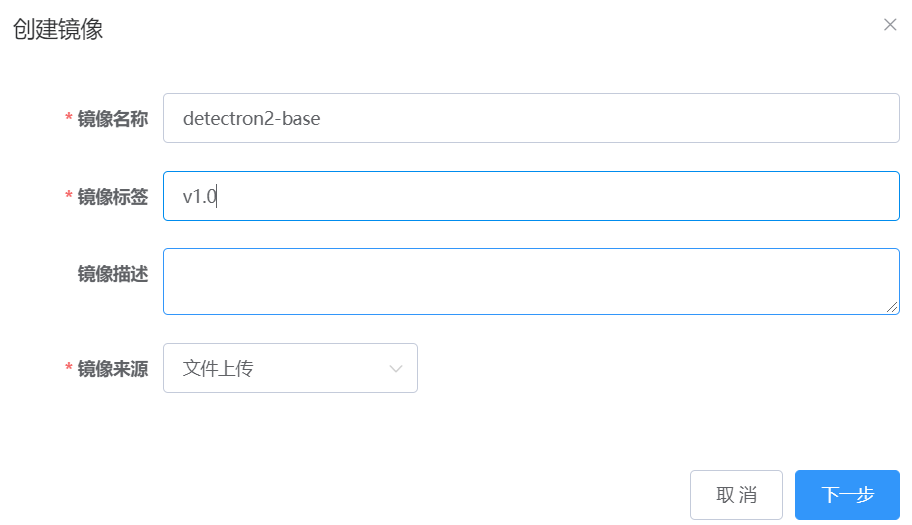 创建镜像
* 镜像名称 detectron2-base
* 镜像标签 v1.0
镜像描述
* 镜像来源 文件上传
取 消 下一步